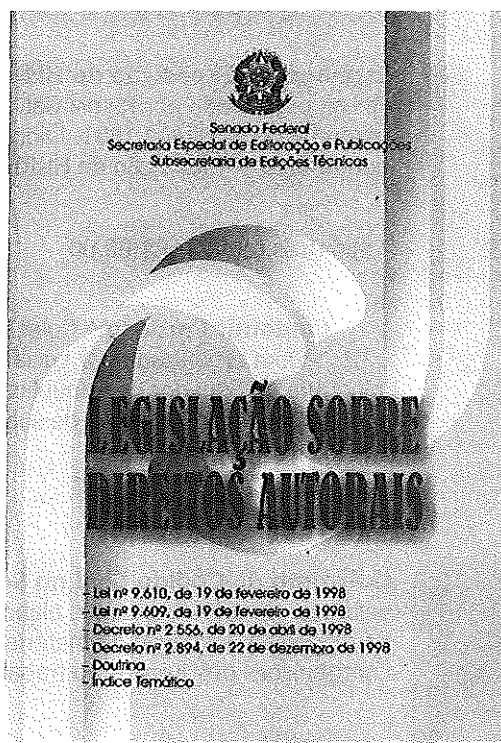 Senado Federal
Secretaria Especial de Editoração e Publicações
Subsecretaria de Edições Técnicas
LEGISLAÇÃO SOBRE
DIREITOS AUTORAIS
- Lei nº 9.610, de 19 de fevereiro de 1998
- Lei nº 9.609, de 19 de fevereiro de 1998
- Decreto nº 2.556, de 20 de abril de 1998
- Decreto nº 2.894, de 22 de dezembro de 1998
- Doutrina
- Índice Temático